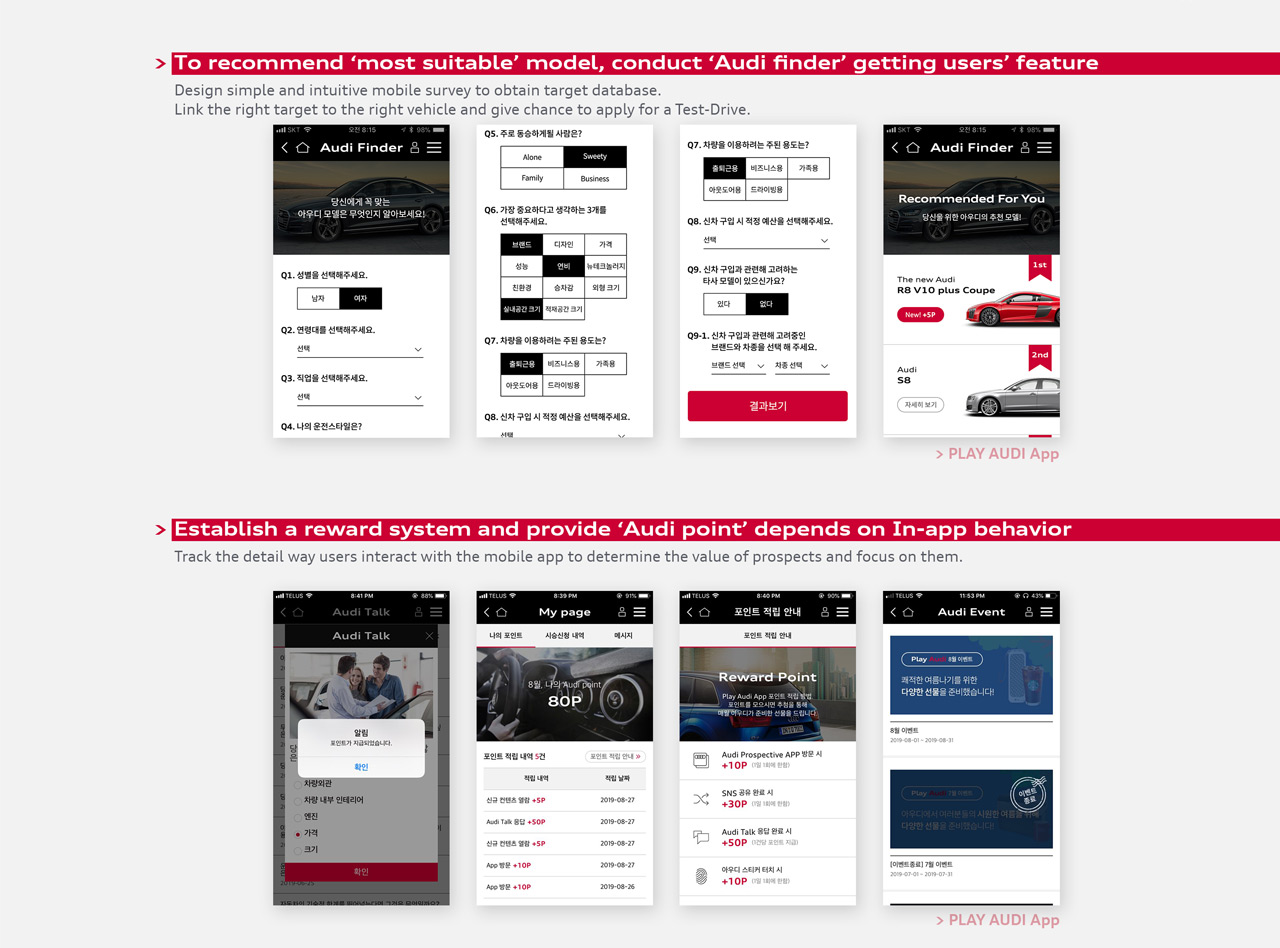 > To recommend ‘most suitable’ model, conduct ‘Audi finder’ getting users’ feature
Design simple and intuitive mobile survey to obtain target database.
Link the right target to the right vehicle and give chance to apply for a Test-Drive.
SKT 오전 8:15 98%
Audi Finder
당신에게 꼭 맞는
아우디 모델은 무엇인지 알아보세요!
Q1. 성별을 선택해주세요.
남자 여자
Q2. 연령대를 선택해주세요.
선택
Q3. 직업을 선택해주세요.
선택
Q4. 나의 운전스타일은?
Q5. 주로 동승하게될 사람은?
Alone Sweety
Family Business
Q6. 가장 중요하다고 생각하는 3개를
선택해주세요.
브랜드 디자인 가격
성능 연비 뉴테크놀러지
친환경 승차감 외형 크기
실내공간 크기 적재공간 크기
Q7. 차량을 이용하려는 주된 용도는?
출퇴근용 비즈니스용 가족용
아웃도어용 드라이빙용
Q8. 신차 구입 시 적정 예산을 선택해주세요.
선택
Q7. 차량을 이용하려는 주된 용도는?
출퇴근용 비즈니스용 가족용
아웃도어용 드라이빙용
Q8. 신차 구입 시 적정 예산을 선택해주세요.
선택
Q9. 신차 구입과 관련해 고려하는
타사 모델이 있으신가요?
있다 없다
Q9-1. 신차 구입과 관련해 고려중인
브랜드와 차종을 선택 해 주세요.
브랜드 선택 차종 선택
결과보기
SKT 오전 8:15 98%
Audi Finder
Recommended For You
당신을 위한 아우디의 추천 모델!
1st
The new Audi
R8 V10 plus Coupe
New! +5P
2nd
Audi
S8
자세히 보기
> PLAY AUDI App
> Establish a reward system and provide ‘Audi point’ depends on In-app behavior
Track the detail way users interact with the mobile app to determine the value of prospects and focus on them.
TELUS 8:41 PM 88%
Audi Talk
Audi Talk
알림
포인트가 지급되었습니다.
확인
차량외관
차량 내부 인테리어
엔진
가격
크기
확인
2019-06-25
TELUS 8:39 PM 91%
My page
나의 포인트 시승신청 내역 메시지
8월, 나의 Audi point
80P
포인트 적립 내역 5건 포인트 적립 안내 »
적립 내역 적립 날짜
신규 컨텐츠 열람 +5P 2019-08-27
Audi Talk 응답 +50P 2019-08-27
신규 컨텐츠 열람 +5P 2019-08-27
App 방문 +10P 2019-08-27
App 방문 +10P 2019-08-26
TELUS 8:40 PM 90%
포인트 적립 안내
포인트 적립 안내
Reward Point
Play Audi App 포인트 적립 방법
포인트를 모으시면 추첨을 통해
매월 아우디가 준비한 선물을 드립니다
Audi Prospective APP 방문 시
+10P (1일 1회에 한함)
SNS 공유 완료 시
+30P (1일 1회에 한함)
Audi Talk 응답 완료 시
+50P (1건당 포인트 지급)
아우디 스티커 터치 시
+10P (1일 1회에 한함)
TELUS 11:53 PM 43%
Audi Event
Play Audi 8월 이벤트
쾌적한 여름나기를 위한
다양한 선물을 준비했습니다!
8월 이벤트
2019-08-01 ~ 2019-08-31
Play Audi 7월 이벤트
이벤트
종료
아우디에서 여러분들의 시원한 여름을 위해
다양한 선물을 준비했습니다!
[이벤트종료] 7월 이벤트
2019-07-01 ~ 2019-07-31
> PLAY AUDI App